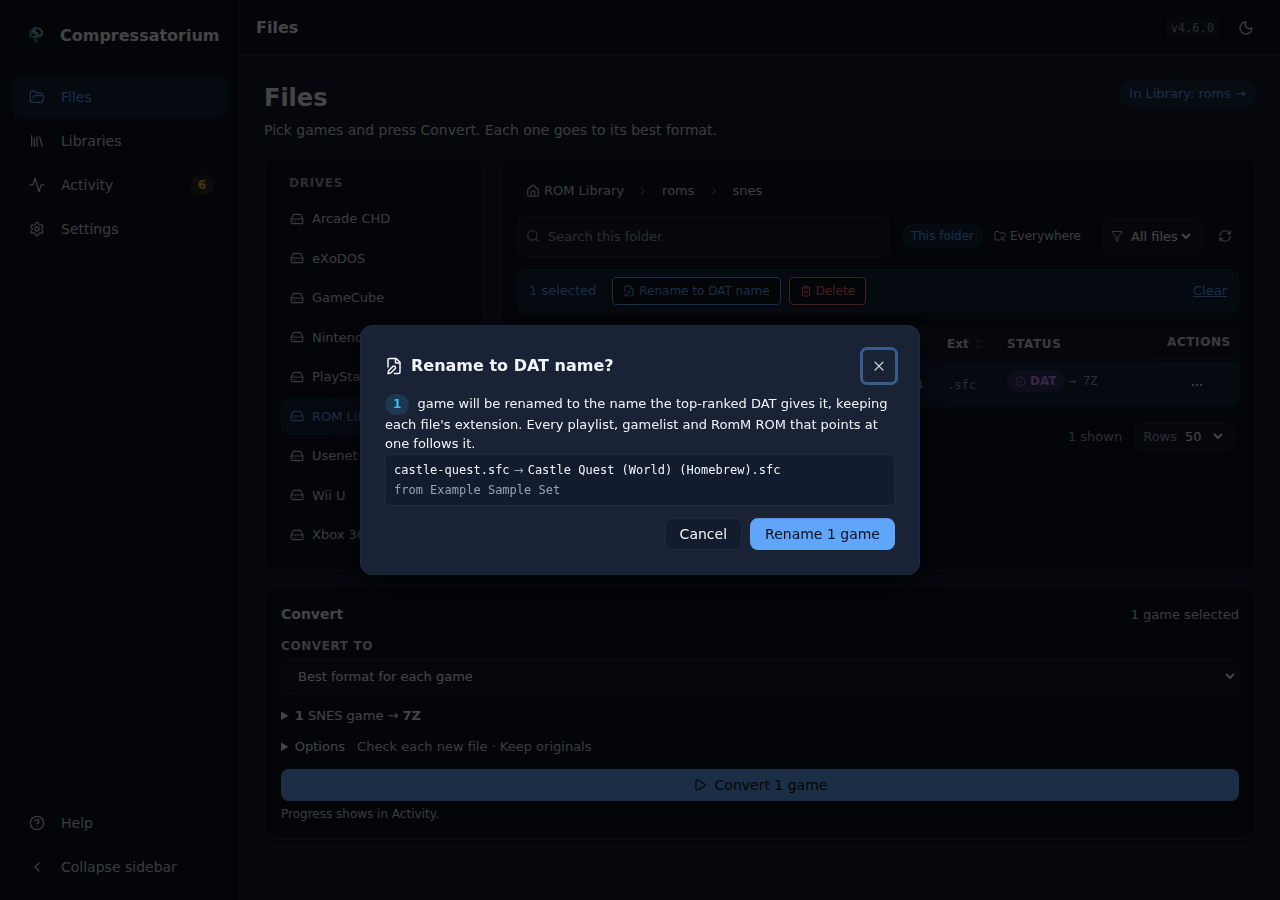 Compressatorium
Files
v4.6.0
Files
Libraries
Activity
6
Settings
Files
In Library: roms →
Pick games and press Convert. Each one goes to its best format.
DRIVES
Arcade CHD
eXoDOS
GameCube
ROM Library
roms
snes
Search this folder
This folder
Everywhere
All files
1 selected
Rename to DAT name
Delete
Clear
Ext
STATUS
ACTIONS
.sfc
DAT
→ 7Z
...
1 shown
Rows 50
Usenet
Wii U
Rename to DAT name?
1 game will be renamed to the name the top-ranked DAT gives it, keeping
each file's extension. Every playlist, gamelist and RomM ROM that points at
one follows it.
castle-quest.sfc → Castle Quest (World) (Homebrew).sfc
from Example Sample Set
Cancel
Rename 1 game
Convert
1 game selected
CONVERT TO
Best format for each game
1 SNES game → 7Z
Options
Check each new file · Keep originals
Convert 1 game
Progress shows in Activity.
Help
Collapse sidebar